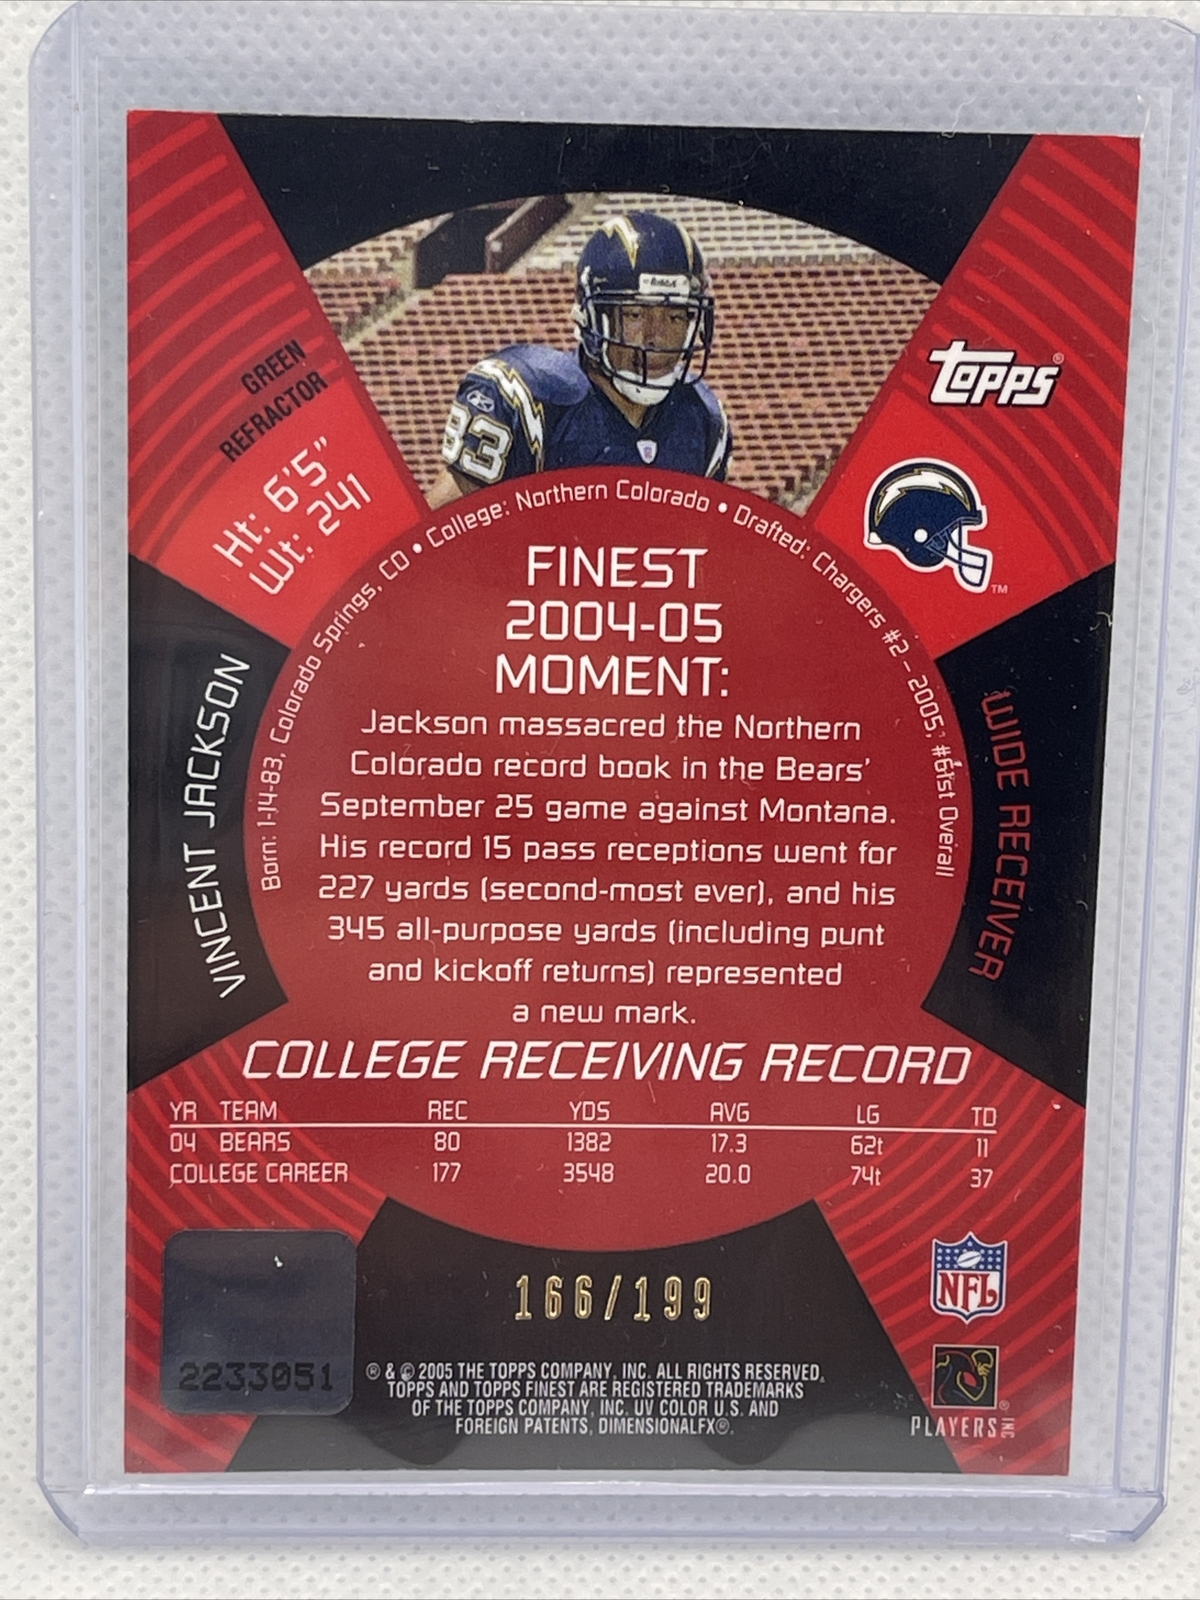 Riddell
83
GREEN
REFRACTOR
Ht: 6'5"
Wt: 241
TOPPS®
TM
Born: 1-14-83, Colorado Springs, CO • College: Northern Colorado • Drafted: Chargers #2 – 2005; #61st Overall
VINCENT JACKSON
WIDE RECEIVER
FINEST
2004-05
MOMENT:
Jackson massacred the Northern
Colorado record book in the Bears'
September 25 game against Montana.
His record 15 pass receptions went for
227 yards (second-most ever), and his
345 all-purpose yards (including punt
and kickoff returns) represented
a new mark.
COLLEGE RECEIVING RECORD
YR TEAM REC YDS AVG LG TD
04 BEARS 80 1382 17.3 62t 11
COLLEGE CAREER 177 3548 20.0 74t 37
166/199
2233051
® & © 2005 THE TOPPS COMPANY, INC. ALL RIGHTS RESERVED.
TOPPS AND TOPPS FINEST ARE REGISTERED TRADEMARKS
OF THE TOPPS COMPANY, INC. UV COLOR U.S. AND
FOREIGN PATENTS, DIMENSIONALFX®.
NFL
PLAYERS INC ®